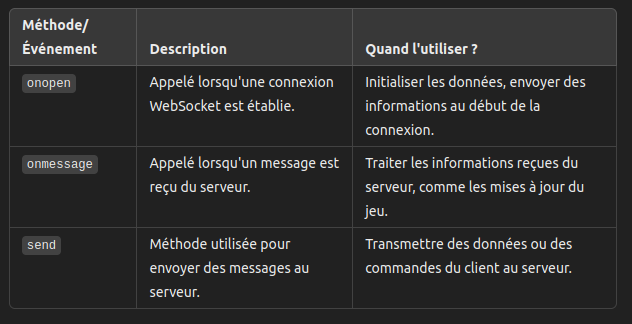 Méthode/
Événement
Description
Quand l'utiliser ?
onopen
Appelé lorsqu'une connexion
WebSocket est établie.
Initialiser les données, envoyer des
informations au début de la
connexion.
onmessage
Appelé lorsqu'un message est
reçu du serveur.
Traiter les informations reçues du
serveur, comme les mises à jour du
jeu.
send
Méthode utilisée pour
envoyer des messages au
serveur.
Transmettre des données ou des
commandes du client au serveur.